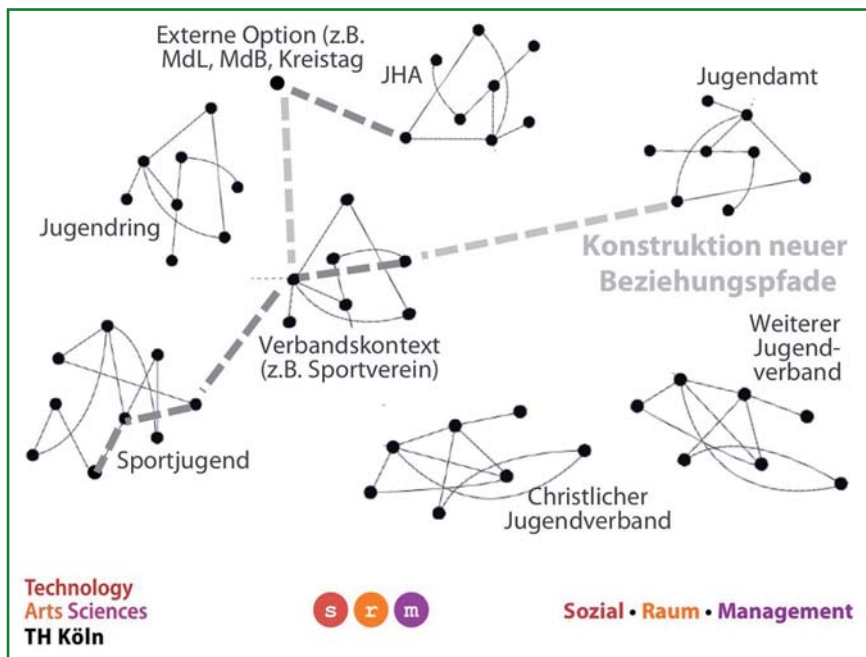 Externe Option (z.B.
MdL, MdB, Kreistag
JHA
Jugendamt
Jugendring
Konstruktion neuer
Beziehungspfade
Verbandskontext
(z.B. Sportverein)
Weiterer
Jugend-
verband
Sportjugend
Christlicher
Jugendverband
Technology
Arts Sciences
TH Köln
s r m
Sozial • Raum • Management